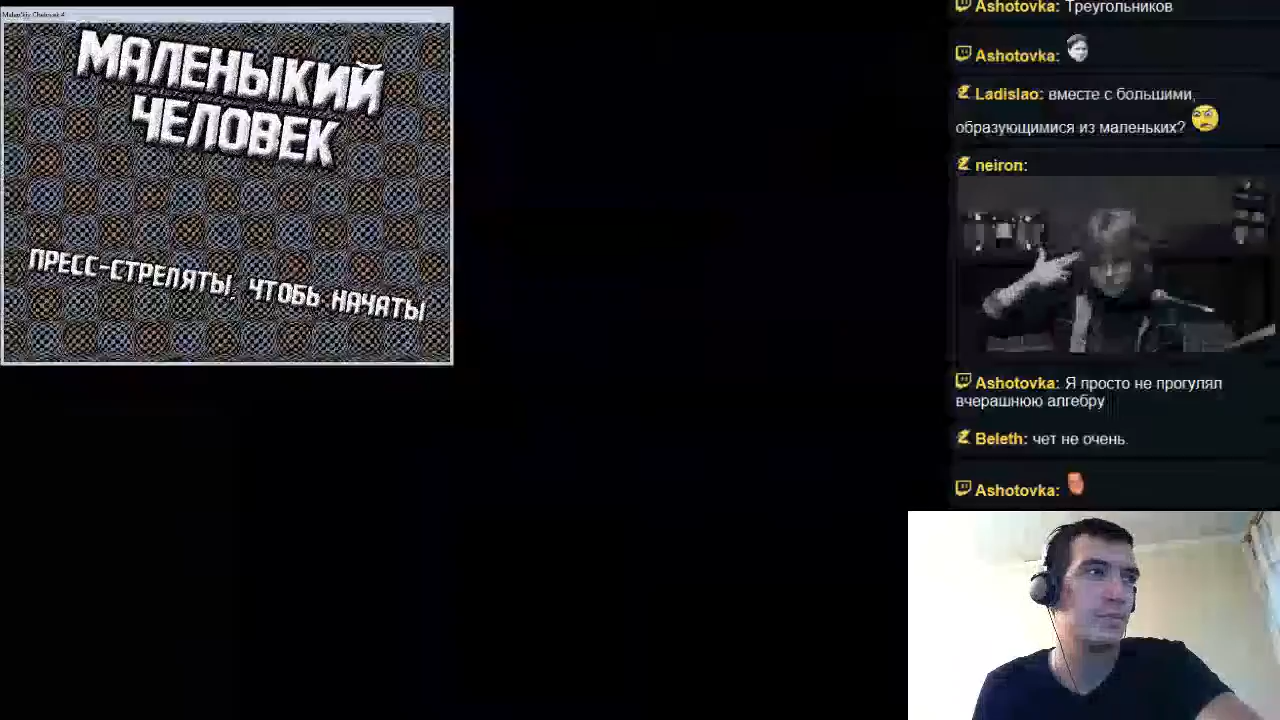 МАЛЕНЫКИЙ
ЧЕЛОВЕК
ПРЕСС-СТРЕЛЯТЫ, ЧТОБЬ НАЧАТЫ
Ashotovka: Треугольников
Ashotovka:
Ladislao: вместе с большими,
образующимися из маленьких?
neiron:
Ashotovka: Я просто не прогулял
вчерашнюю алгебру
Beleth: чет не очень.
Ashotovka: